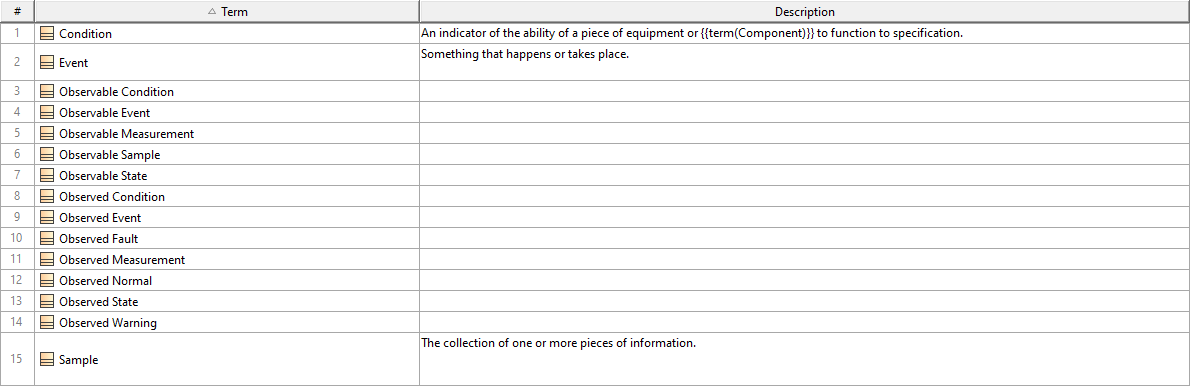 # Term Description
1 Condition An indicator of the ability of a piece of equipment or {{term(Component)}} to function to specification.
2 Event Something that happens or takes place.
3 Observable Condition
4 Observable Event
5 Observable Measurement
6 Observable Sample
7 Observable State
8 Observed Condition
9 Observed Event
10 Observed Fault
11 Observed Measurement
12 Observed Normal
13 Observed State
14 Observed Warning
15 Sample The collection of one or more pieces of information.